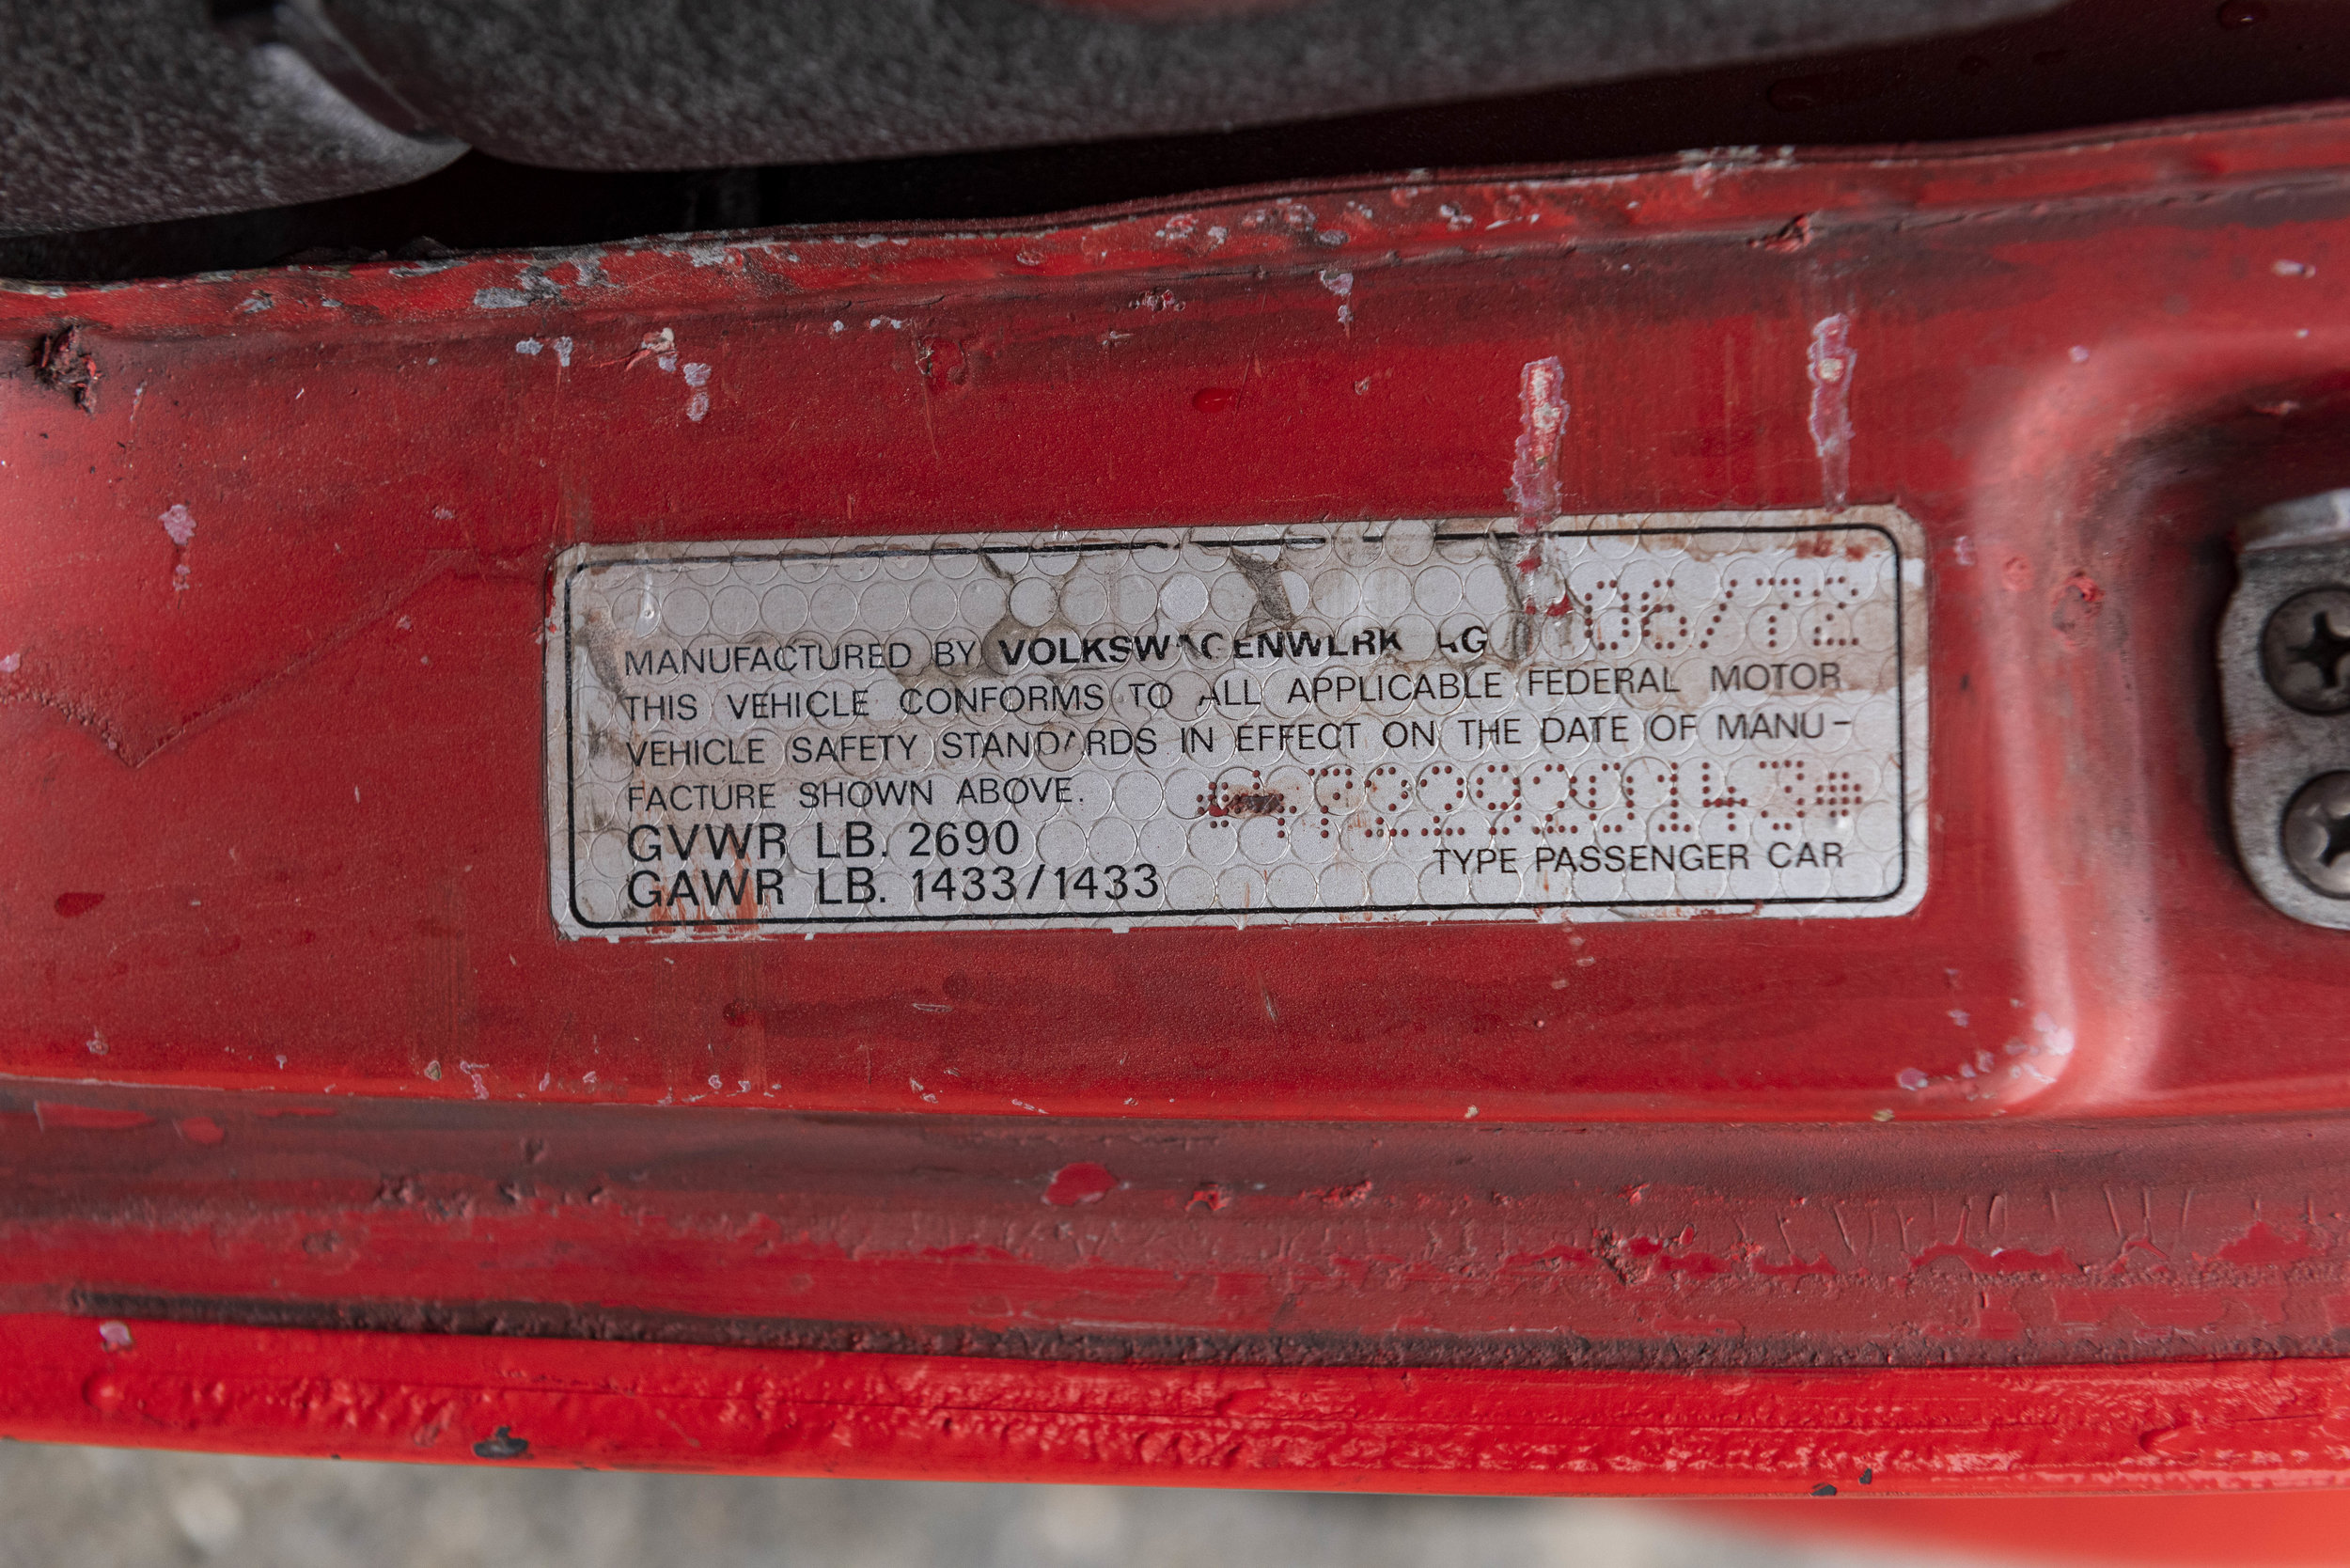 06/72
MANUFACTURED BY VOLKSWAGENWERK AG
THIS VEHICLE CONFORMS TO ALL APPLICABLE FEDERAL MOTOR
VEHICLE SAFETY STANDARDS IN EFFECT ON THE DATE OF MANU-
FACTURE SHOWN ABOVE.
GVWR LB. 2690
GAWR LB. 1433/1433
TYPE PASSENGER CAR